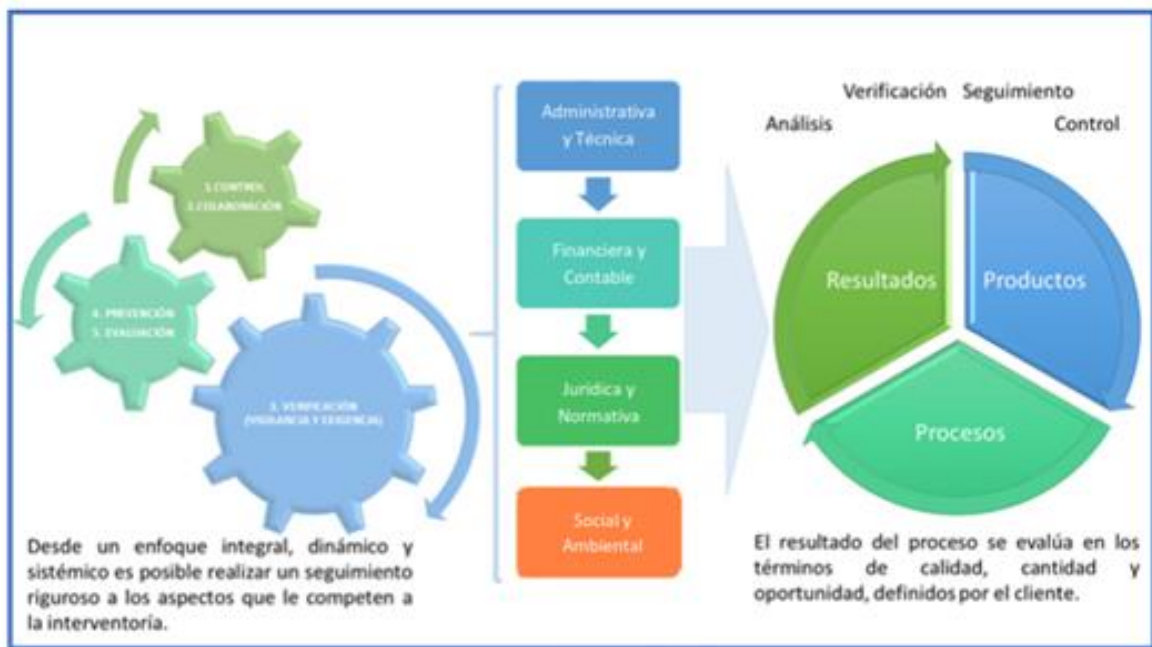 1. CONTROL
2. COLABORACIÓN
4. PREVENCIÓN
5. EVALUACIÓN
3. VERIFICACIÓN
(VIGILANCIA Y EXIGENCIA)
Desde un enfoque integral, dinámico y
sistémico es posible realizar un seguimiento
riguroso a los aspectos que le competen a
la interventoría.
Administrativa
y Técnica
Financiera y
Contable
Jurídica y
Normativa
Social y
Ambiental
Verificación Seguimiento
Análisis Control
Resultados
Productos
Procesos
El resultado del proceso se evalúa en los
términos de calidad, cantidad y
oportunidad, definidos por el cliente.